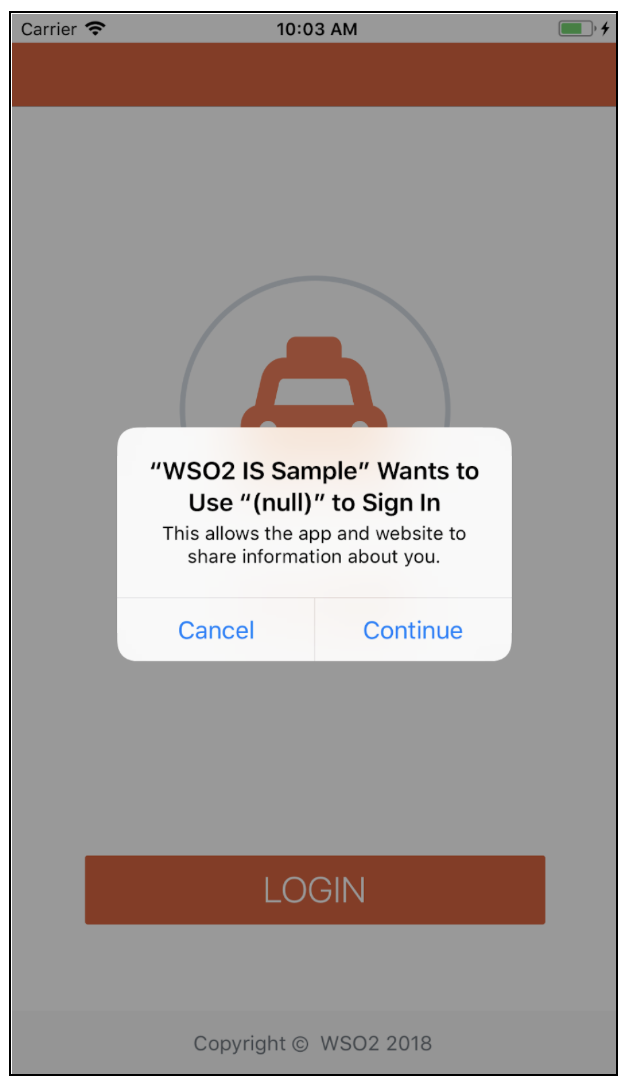 Carrier 10:03 AM
“WSO2 IS Sample” Wants to
Use “(null)” to Sign In
This allows the app and website to
share information about you.
Cancel Continue
LOGIN
Copyright © WSO2 2018